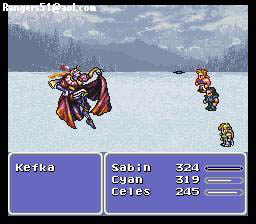 Rangers51@aol.com
Kefka
Sabin 324
Cyan 319
Celes 245